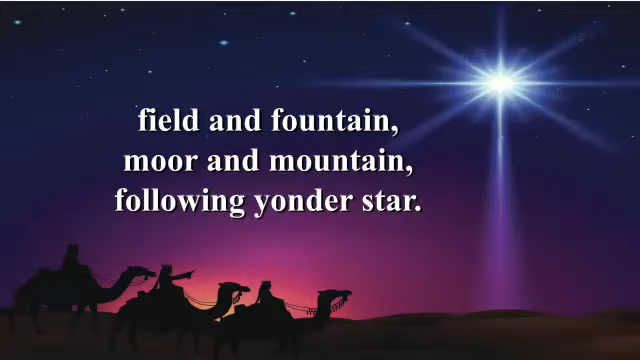 field and fountain,
moor and mountain,
following yonder star.